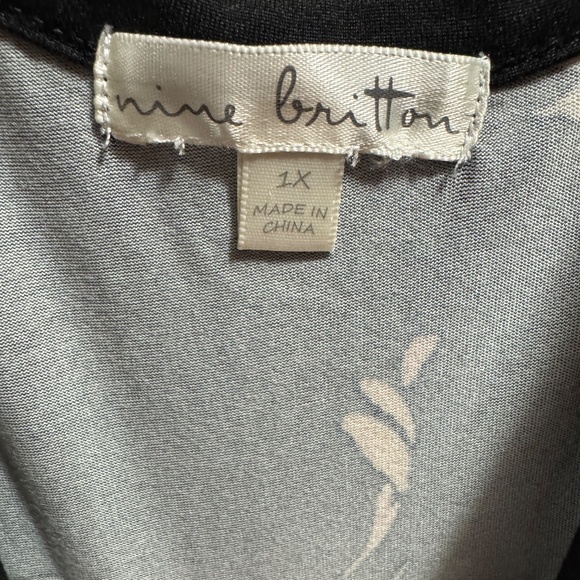 nine britton
1X
MADE IN
CHINA